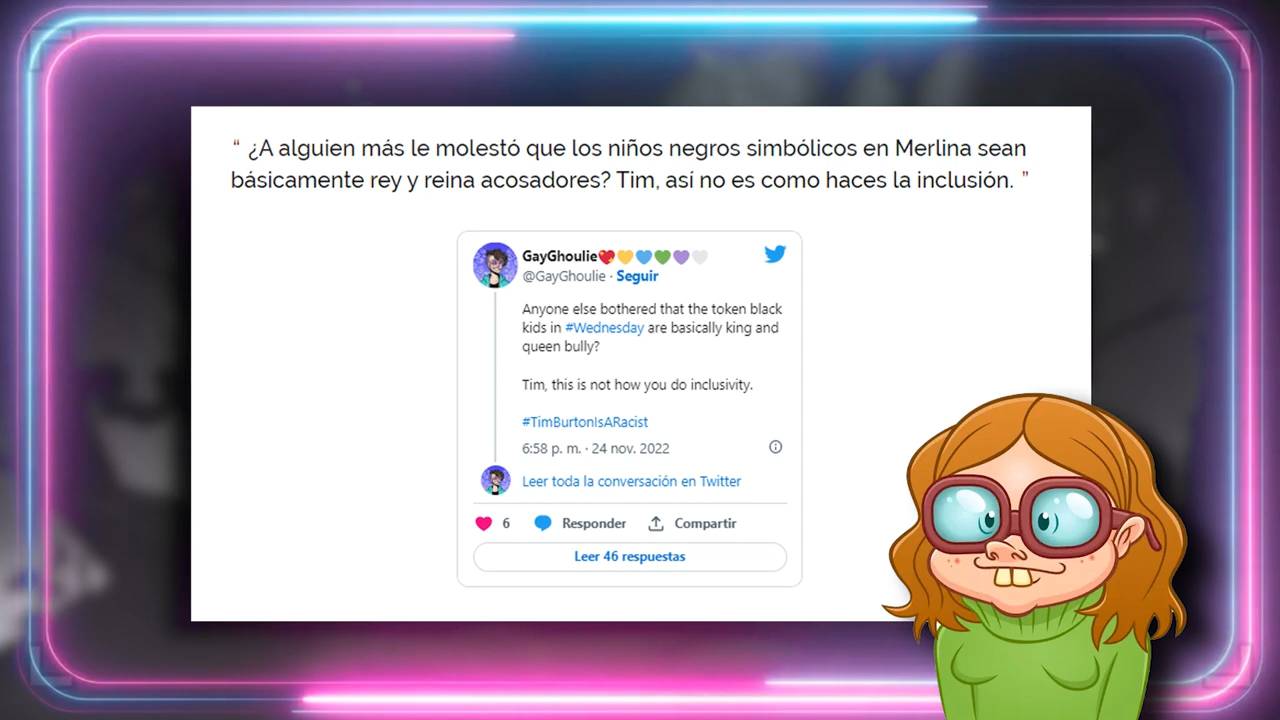 “ ¿A alguien más le molestó que los niños negros simbólicos en Merlina sean
básicamente rey y reina acosadores? Tim, así no es como haces la inclusión. ”
GayGhoulie
@GayGhoulie · Seguir
Anyone else bothered that the token black
kids in #Wednesday are basically king and
queen bully?
Tim, this is not how you do inclusivity.
#TimBurtonIsARacist
6:58 p. m. · 24 nov. 2022
Leer toda la conversación en Twitter
6 Responder Compartir
Leer 46 respuestas